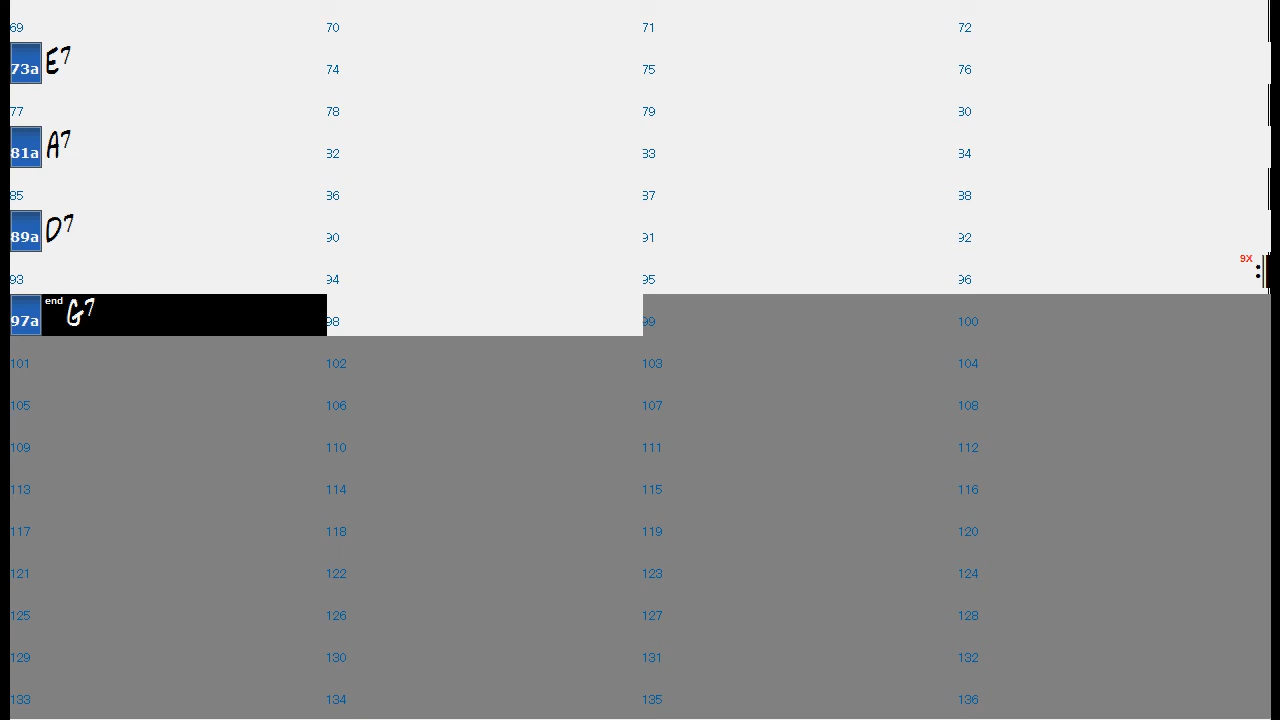 69 70 71 72
73a E7 74 75 76
77 78 79 80
81a A7 82 83 84
85 86 87 88
89a D7 90 91 92
9X
93 94 95 96
97a end G7 98 99 100
101 102 103 104
105 106 107 108
109 110 111 112
113 114 115 116
117 118 119 120
121 122 123 124
125 126 127 128
129 130 131 132
133 134 135 136